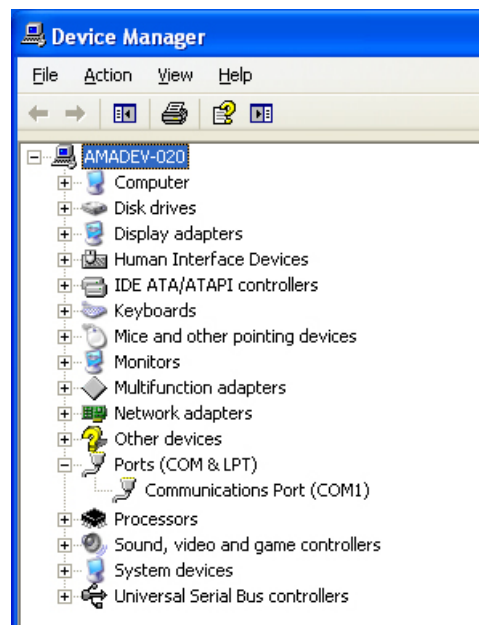 Device Manager
File Action View Help
AMADEV-020
Computer
Disk drives
Display adapters
Human Interface Devices
IDE ATA/ATAPI controllers
Keyboards
Mice and other pointing devices
Monitors
Multifunction adapters
Network adapters
Other devices
Ports (COM & LPT)
Communications Port (COM1)
Processors
Sound, video and game controllers
System devices
Universal Serial Bus controllers